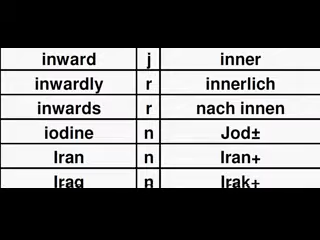 inward j inner
inwardly r innerlich
inwards r nach innen
iodine n Jod±
Iran n Iran+
Iraq n Irak+